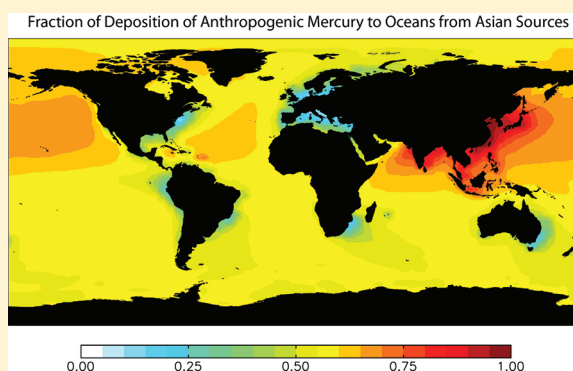 Fraction of Deposition of Anthropogenic Mercury to Oceans from Asian Sources
0.00 0.25 0.50 0.75 1.00